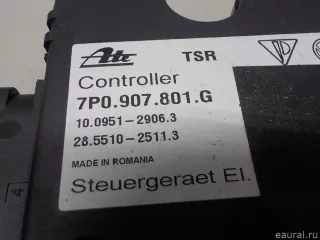 Ate TSR
Controller
7P0.907.801.G
10.0951-2906.3
28.5510-2511.3
MADE IN ROMANIA
Steuergeraet El.
4
eaural.ru